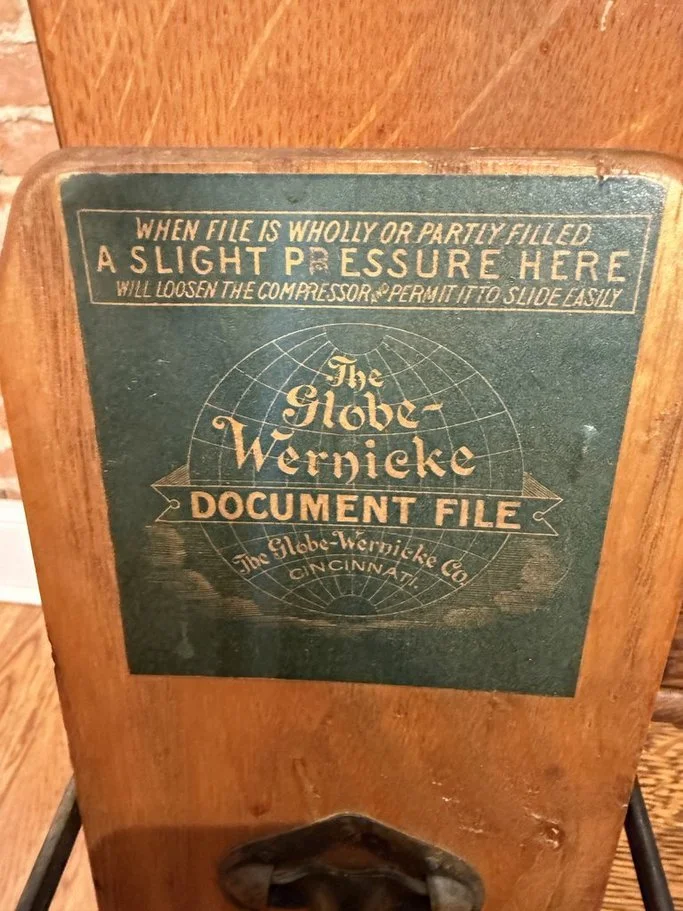 WHEN FILE IS WHOLLY OR PARTLY FILLED
A SLIGHT PRESSURE HERE
WILL LOOSEN THE COMPRESSOR AND PERMIT IT TO SLIDE EASILY
The
Globe-
Wernicke
DOCUMENT FILE
The Globe-Wernicke Co.
CINCINNATI.